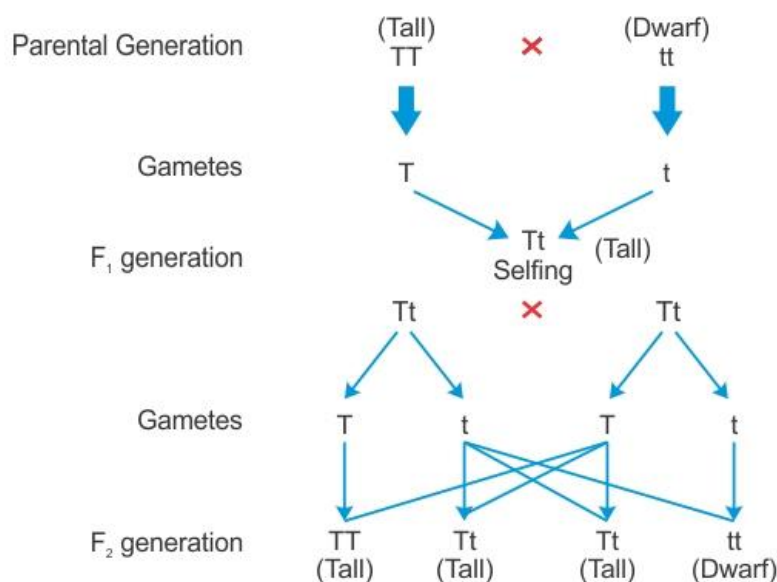 (Tall) (Dwarf)
Parental Generation TT × tt
Gametes T t
F₁ generation Tt (Tall)
Selfing
Tt × Tt
Gametes T t T t
F₂ generation TT Tt Tt tt
(Tall) (Tall) (Tall) (Dwarf)